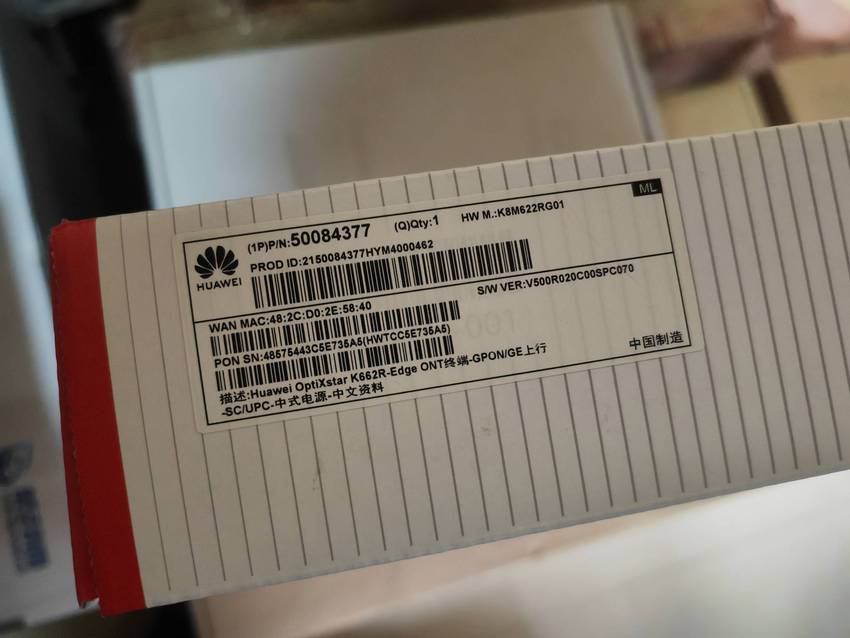 ML
HUAWEI
(1P)P/N:50084377 (Q)Qty:1 HW M.:K8M622RG01
PROD ID:2150084377HYM4000462
S/W VER:V500R020C00SPC070
WAN MAC:48:2C:D0:2E:58:40
PON SN:48575443C5E735A5(HWTCC5E735A5)
描述:Huawei OptiXstar K662R-Edge ONT终端-GPON/GE上行
-SC/UPC-中式电源-中文资料
中国制造